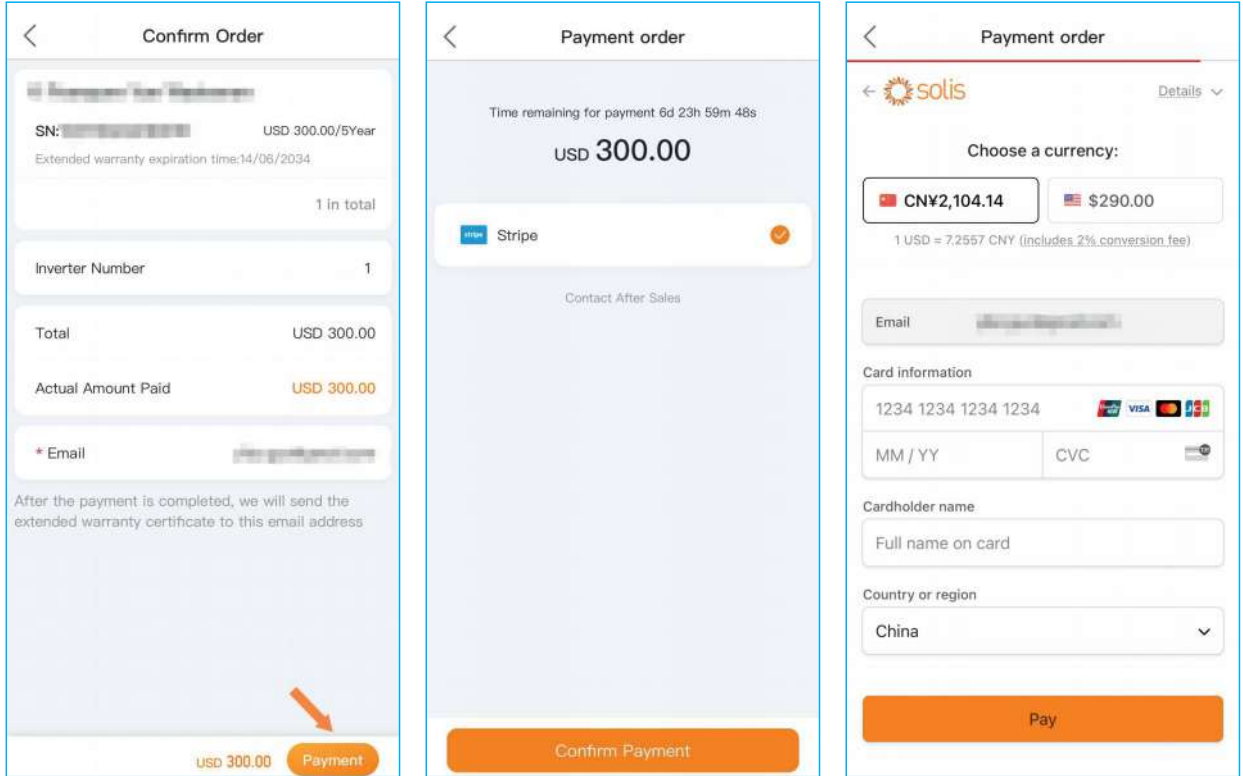 Confirm Order
SN:
USD 300.00/5Year
Extended warranty expiration time:14/06/2034
1 in total
Inverter Number 1
Total USD 300.00
Actual Amount Paid USD 300.00
* Email
After the payment is completed, we will send the
extended warranty certificate to this email address
USD 300.00 Payment
Payment order
Time remaining for payment 6d 23h 59m 48s
USD 300.00
stripe Stripe
Contact After Sales
Confirm Payment
Payment order
solis Details
Choose a currency:
CN¥2,104.14 $290.00
1 USD = 7.2557 CNY (includes 2% conversion fee)
Email
Card information
1234 1234 1234 1234 VISA JCB
MM / YY CVC
Cardholder name
Full name on card
Country or region
China
Pay